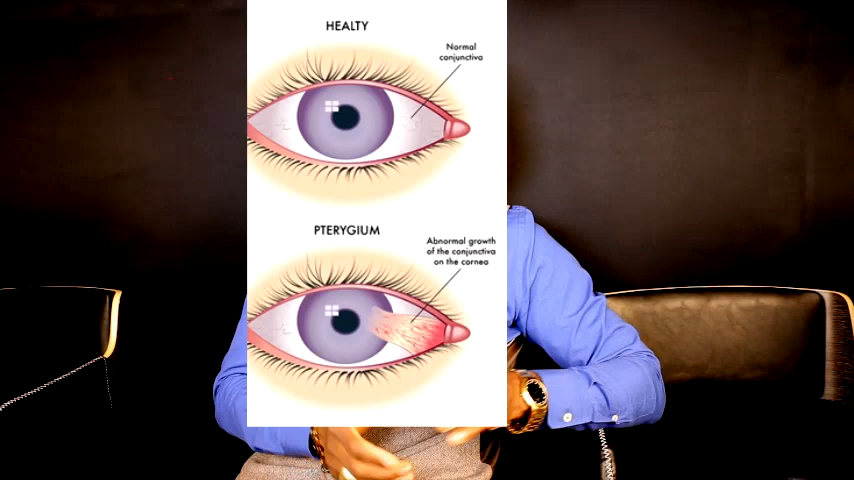 HEALTY
Normal
conjunctiva
PTERYGIUM
Abnormal growth
of the conjunctiva
on the cornea